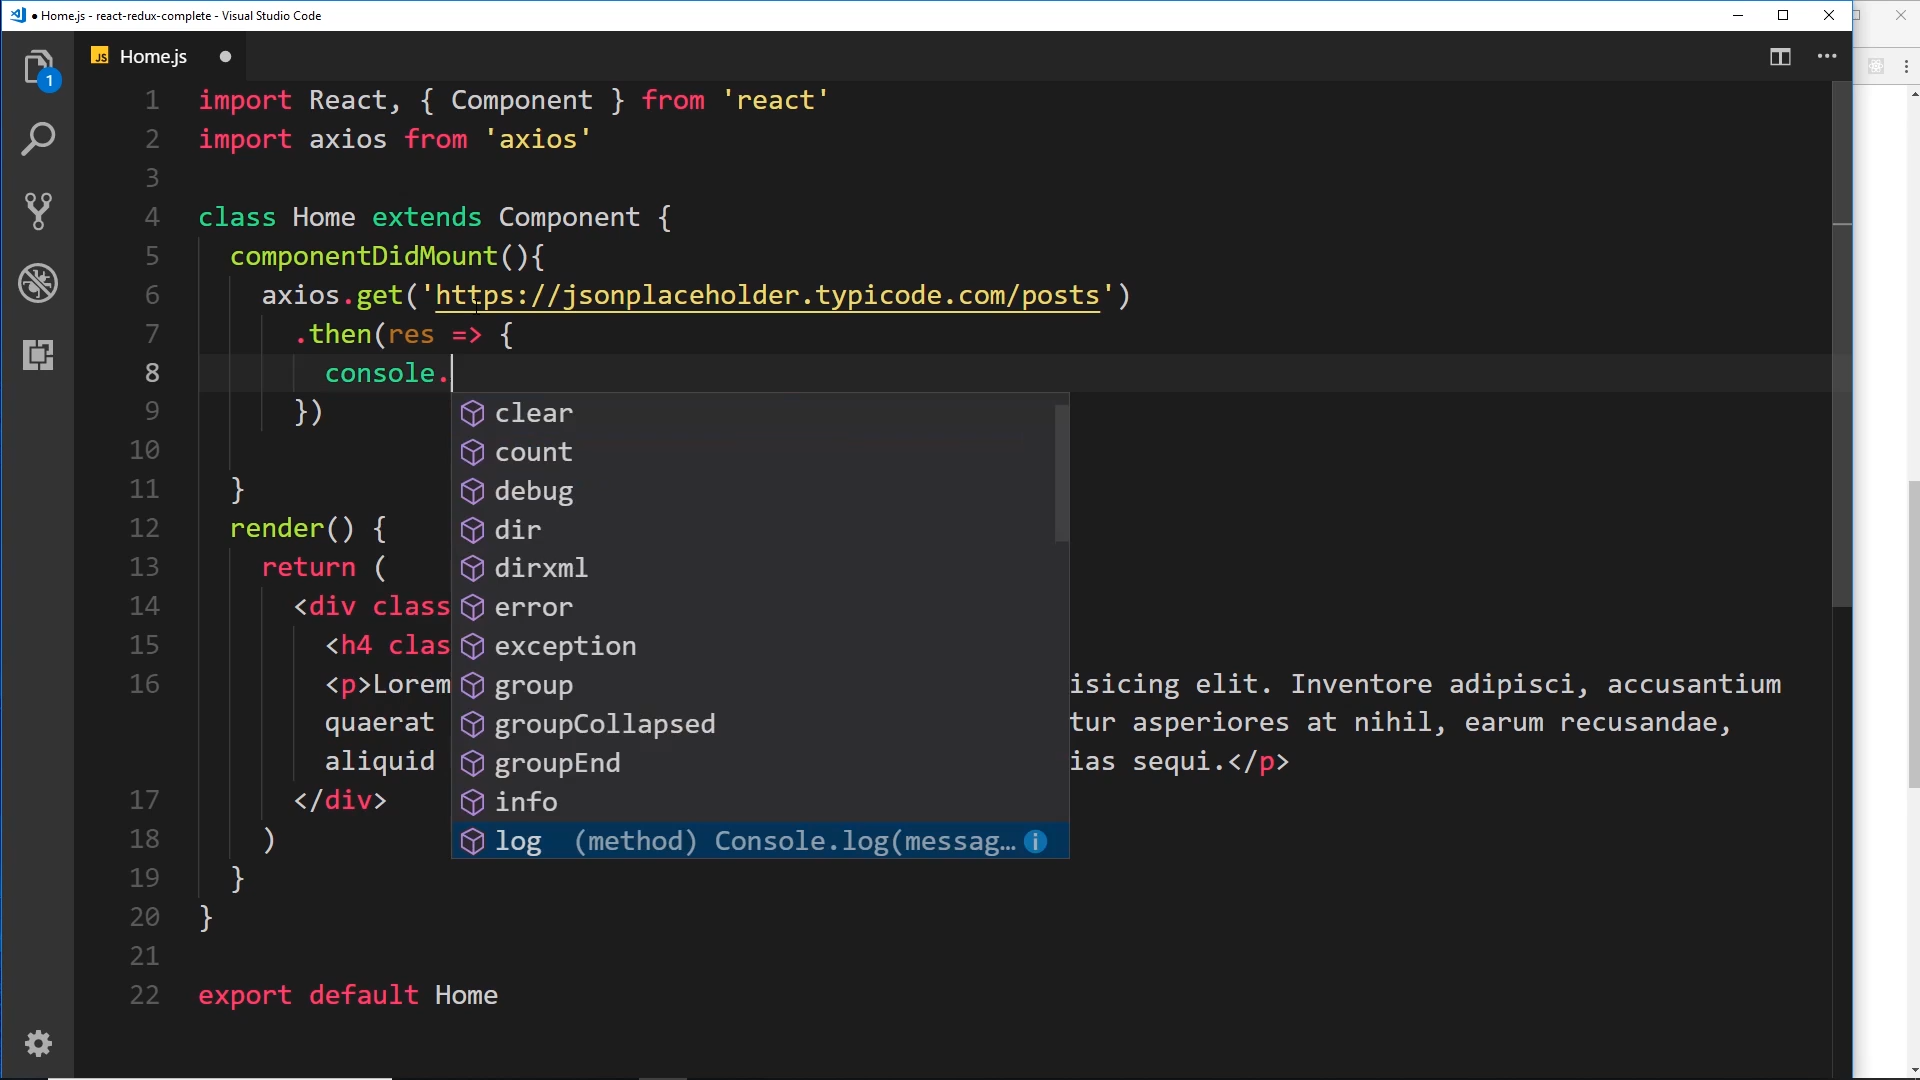 ● Home.js - react-redux-complete - Visual Studio Code
JS Home.js ●
1
1 import React, { Component } from 'react'
2 import axios from 'axios'
3
4 class Home extends Component {
5 componentDidMount(){
6 axios.get('https://jsonplaceholder.typicode.com/posts')
7 .then(res => {
8 console.
9 })
10
11 }
12 render() {
13 return (
14 <div class
15 <h4 clas
16 <p>Lorem isicing elit. Inventore adipisci, accusantium
quaerat tur asperiores at nihil, earum recusandae,
aliquid ias sequi.</p>
17 </div>
18 )
19 }
20 }
21
22 export default Home
clear
count
debug
dir
dirxml
error
exception
group
groupCollapsed
groupEnd
info
log (method) Console.log(messag…